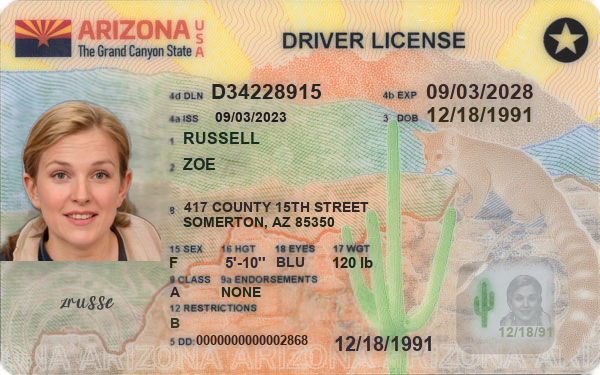 ARIZONA USA
The Grand Canyon State
DRIVER LICENSE
4d DLN D34228915
4b EXP 09/03/2028
4a ISS 09/03/2023
3 DOB 12/18/1991
1 RUSSELL
2 ZOE
8 417 COUNTY 15TH STREET
SOMERTON, AZ 85350
15 SEX 16 HGT 18 EYES 17 WGT
F 5'-10" BLU 120 lb
9 CLASS 9a ENDORSEMENTS
A NONE
12 RESTRICTIONS
B
zrusse
5 DD: 0000000000002868
12/18/1991
12/18/91
ONA ARIZONA ARIZONA ARIZONA ARIZONA